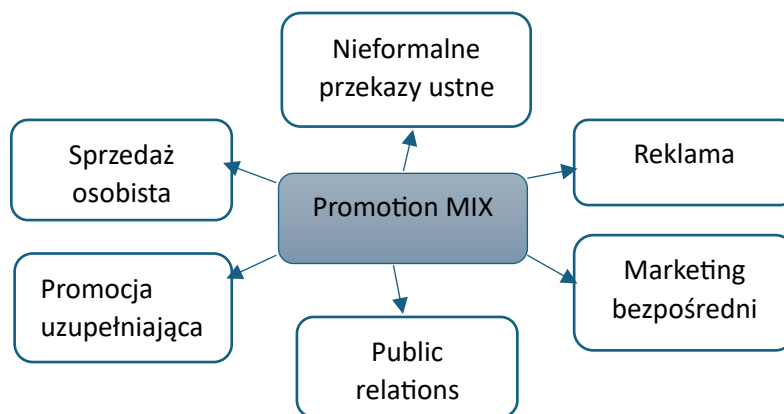 Nieformalne
przekazy ustne
Sprzedaż
osobista
Reklama
Promotion MIX
Promocja
uzupełniająca
Marketing
bezpośredni
Public
relations